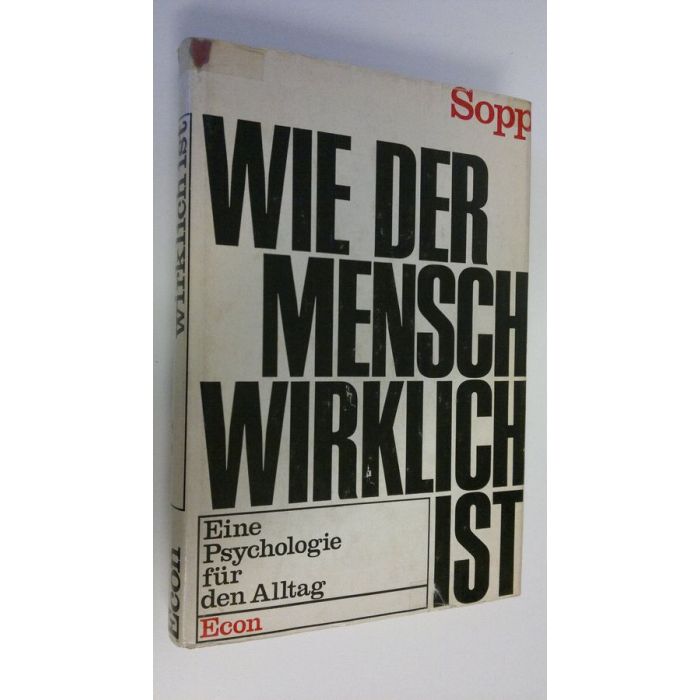 Sopp
WIE DER
MENSCH
WIRKLICH
IST
Eine
Psychologie
für
den Alltag
Econ
wirklich ist
Econ